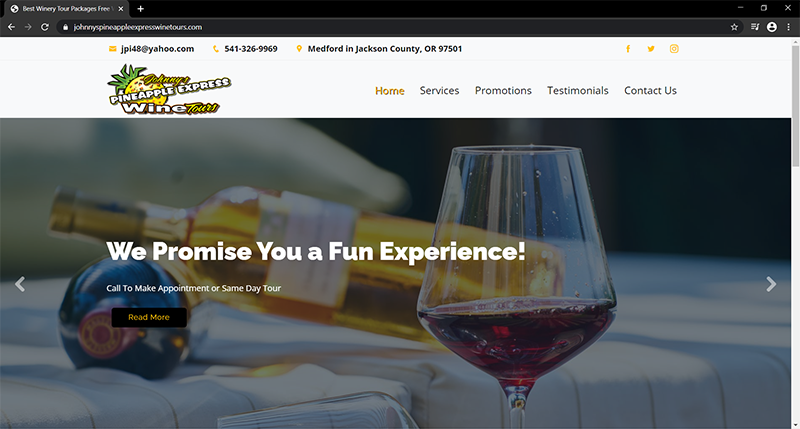 Best Winery Tour Packages Free W
johnnyspineappleexpresswinetours.com
jpi48@yahoo.com 541-326-9969 Medford in Jackson County, OR 97501
Johnny's
PINEAPPLE EXPRESS
Wine Tours
Home Services Promotions Testimonials Contact Us
We Promise You a Fun Experience!
Call To Make Appointment or Same Day Tour
Read More